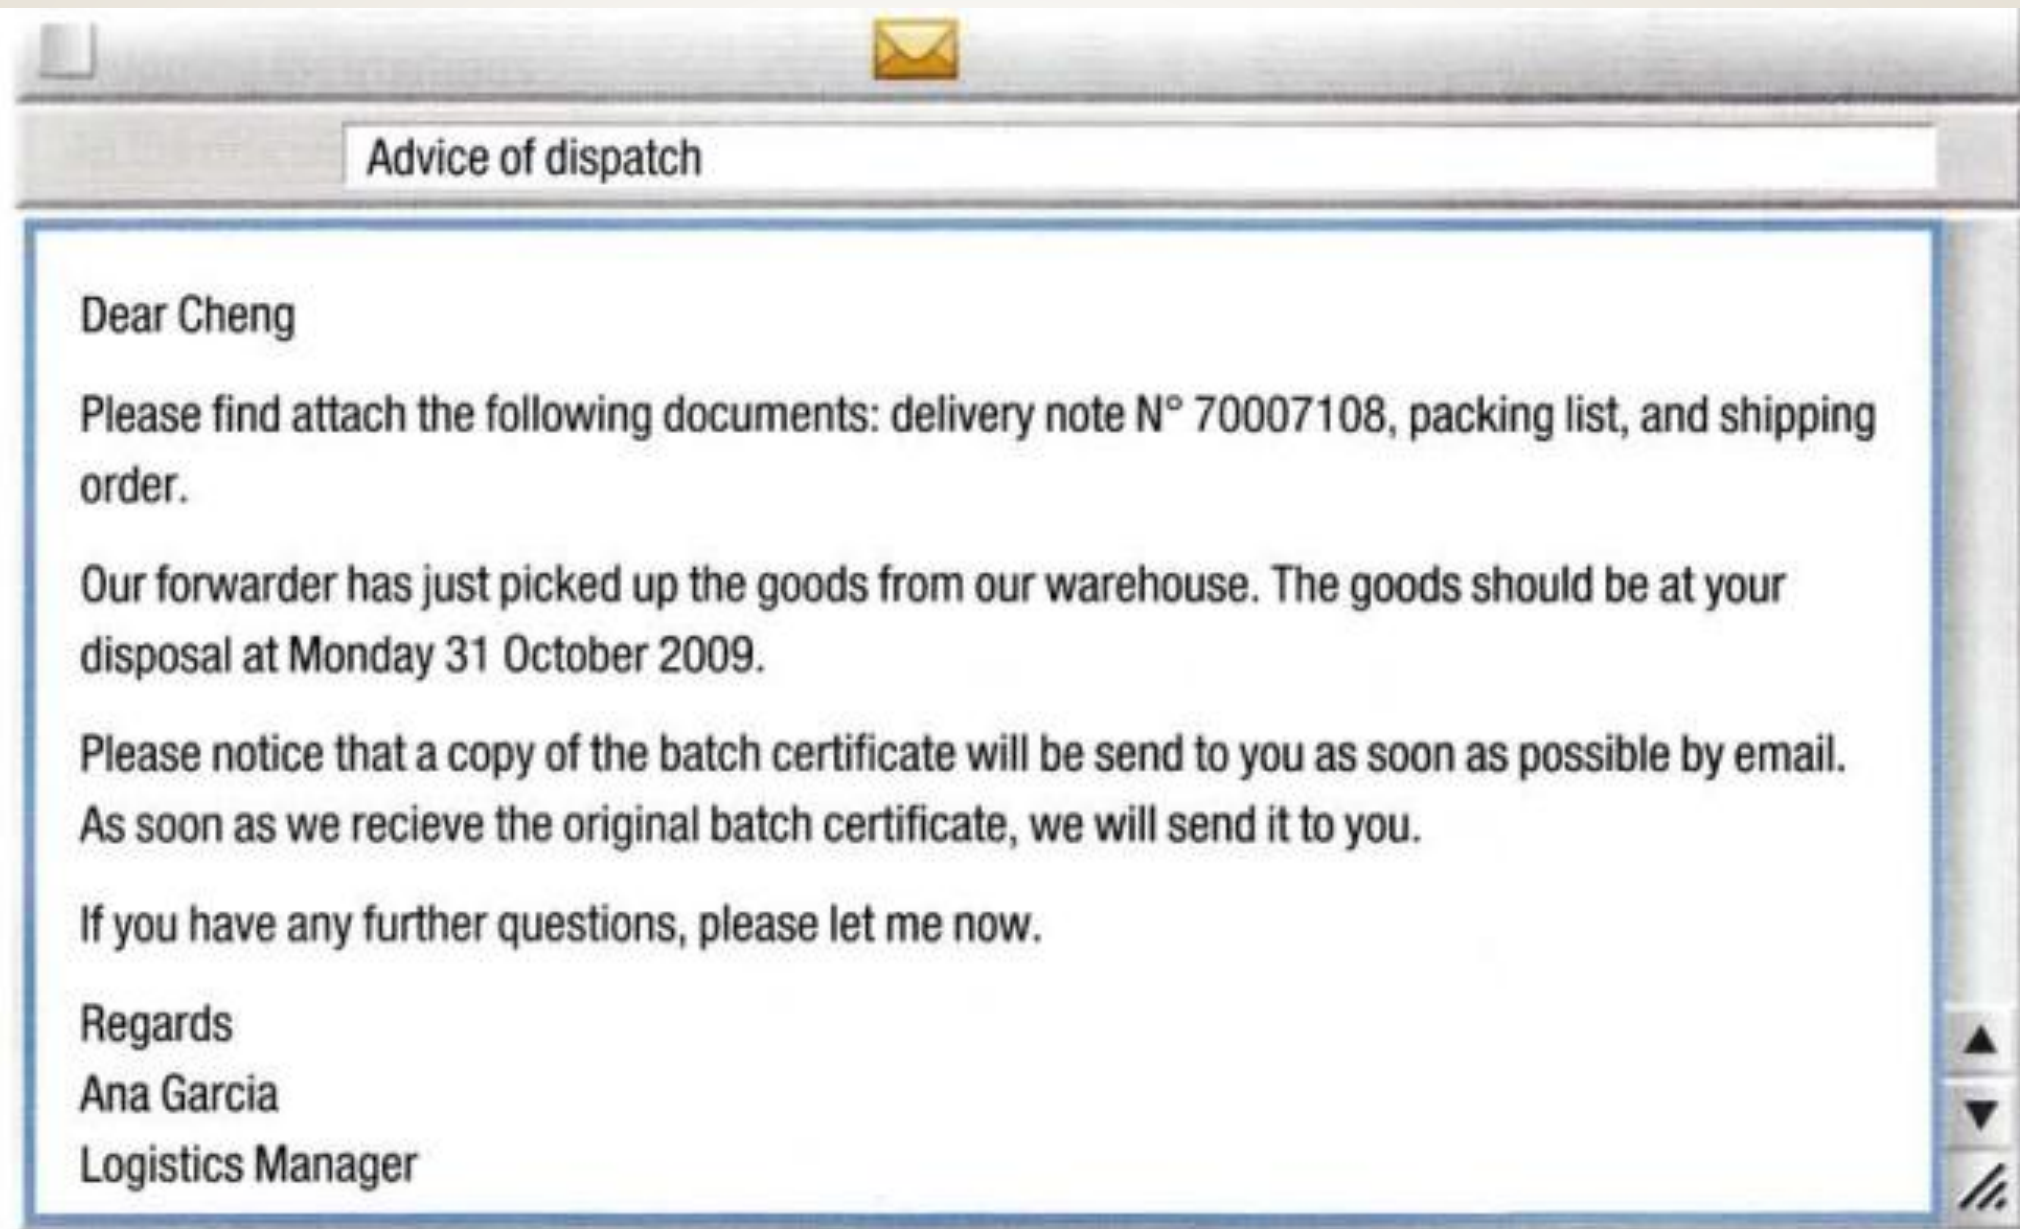 Advice of dispatch
Dear Cheng
Please find attach the following documents: delivery note N° 70007108, packing list, and shipping
order.
Our forwarder has just picked up the goods from our warehouse. The goods should be at your
disposal at Monday 31 October 2009.
Please notice that a copy of the batch certificate will be send to you as soon as possible by email.
As soon as we recieve the original batch certificate, we will send it to you.
If you have any further questions, please let me now.
Regards
Ana Garcia
Logistics Manager